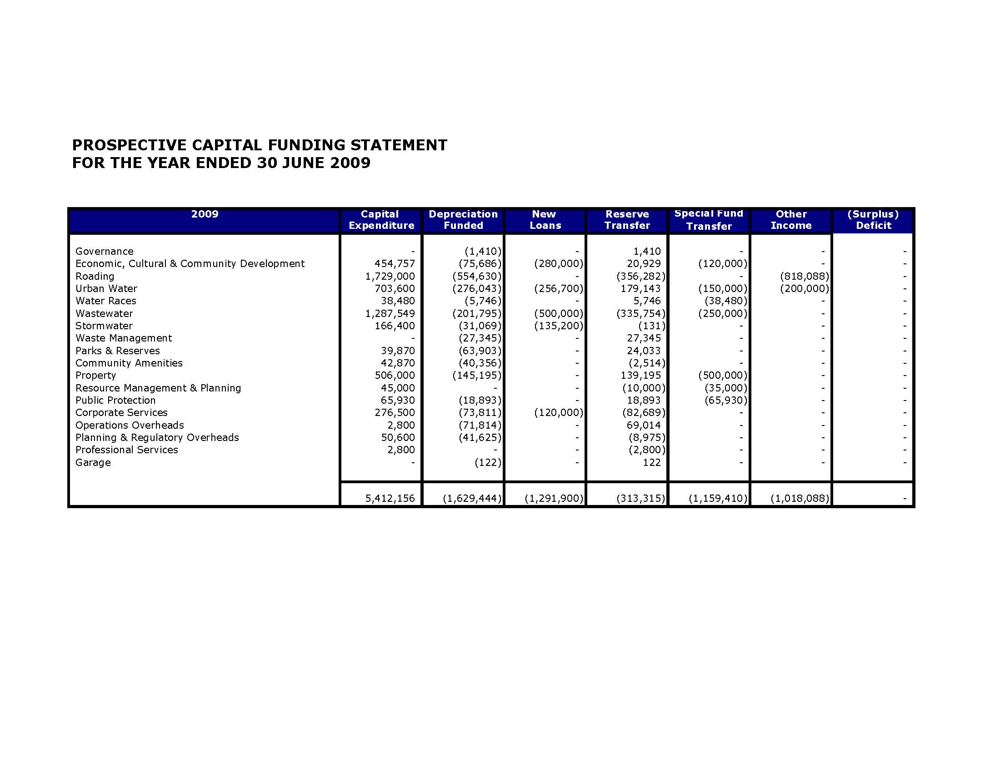 PROSPECTIVE CAPITAL FUNDING STATEMENT
FOR THE YEAR ENDED 30 JUNE 2009
2009 Capital Depreciation New Reserve Special Fund Other (Surplus)
Expenditure Funded Loans Transfer Transfer Income Deficit
Governance - (1,410) - 1,410 - - -
Economic, Cultural & Community Development 454,757 (75,686) (280,000) 20,929 (120,000) - -
Roading 1,729,000 (554,630) - (356,282) - (818,088) -
Urban Water 703,600 (276,043) (256,700) 179,143 (150,000) (200,000) -
Water Races 38,480 (5,746) - 5,746 (38,480) - -
Wastewater 1,287,549 (201,795) (500,000) (335,754) (250,000) - -
Stormwater 166,400 (31,069) (135,200) (131) - - -
Waste Management - (27,345) - 27,345 - - -
Parks & Reserves 39,870 (63,903) - 24,033 - - -
Community Amenities 42,870 (40,356) - (2,514) - - -
Property 506,000 (145,195) - 139,195 (500,000) - -
Resource Management & Planning 45,000 - - (10,000) (35,000) - -
Public Protection 65,930 (18,893) - 18,893 (65,930) - -
Corporate Services 276,500 (73,811) (120,000) (82,689) - - -
Operations Overheads 2,800 (71,814) - 69,014 - - -
Planning & Regulatory Overheads 50,600 (41,625) - (8,975) - - -
Professional Services 2,800 - - (2,800) - - -
Garage - (122) - 122 - - -
5,412,156 (1,629,444) (1,291,900) (313,315) (1,159,410) (1,018,088) -